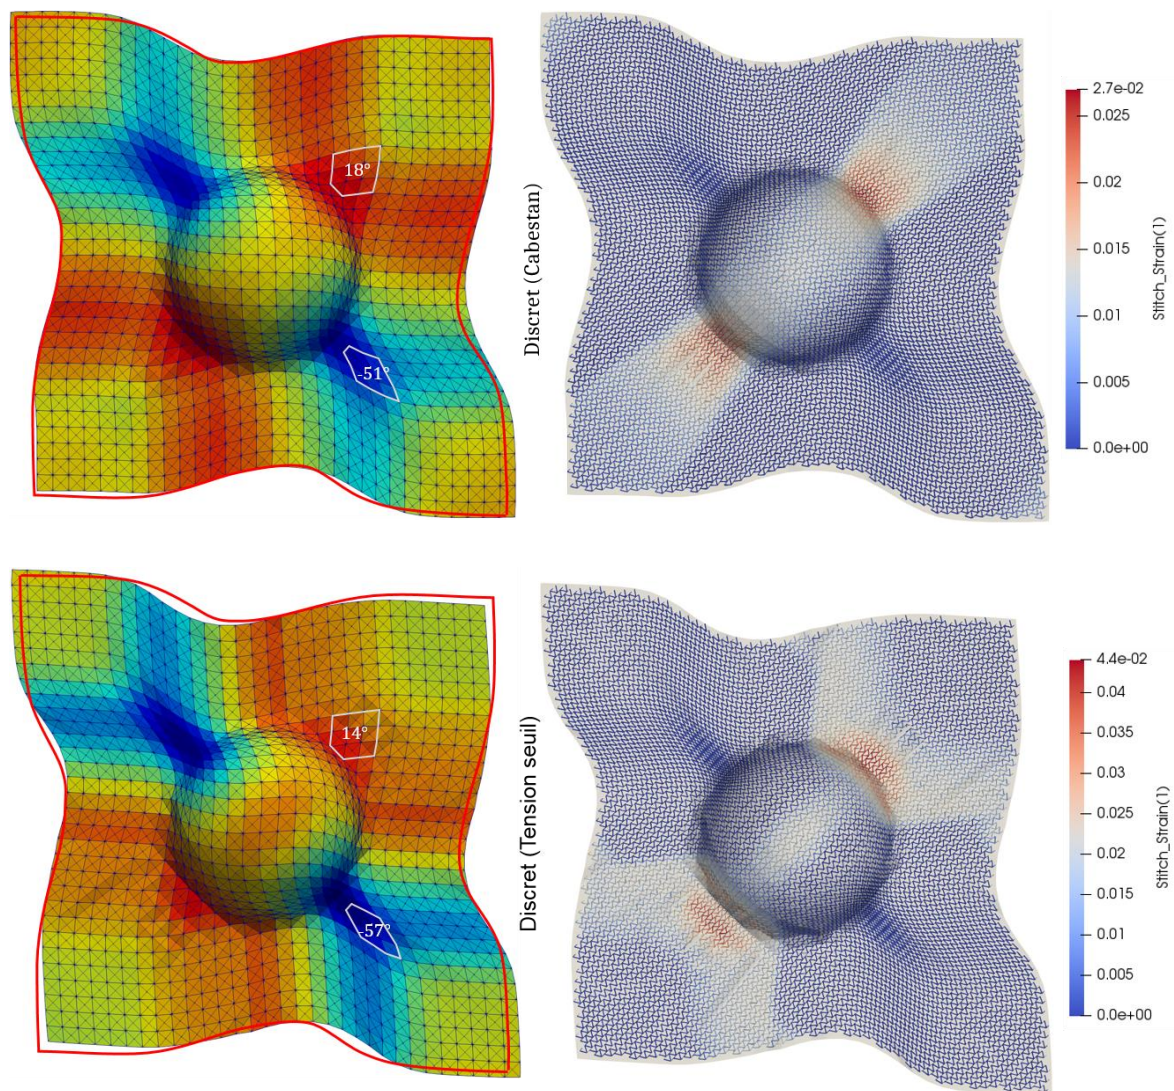 18°
-51°
Discret (Cabestan)
2.7e-02
0.025
0.02
0.015
0.01
0.005
0.0e+00
Stitch_Strain(1)
14°
-57°
Discret (Tension seuil)
4.4e-02
0.04
0.035
0.03
0.025
0.02
0.015
0.01
0.005
0.0e+00
Stitch_Strain(1)